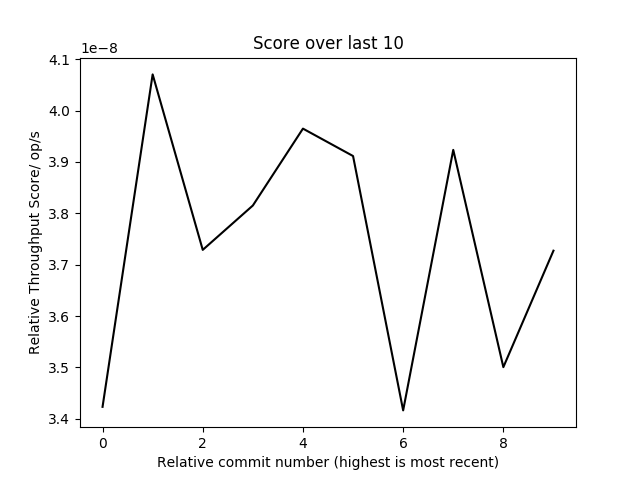 Score over last 10
1e−8
4.1
4.0
3.9
3.8
3.7
3.6
3.5
3.4
Relative Throughput Score/ op/s
0 2 4 6 8
Relative commit number (highest is most recent)